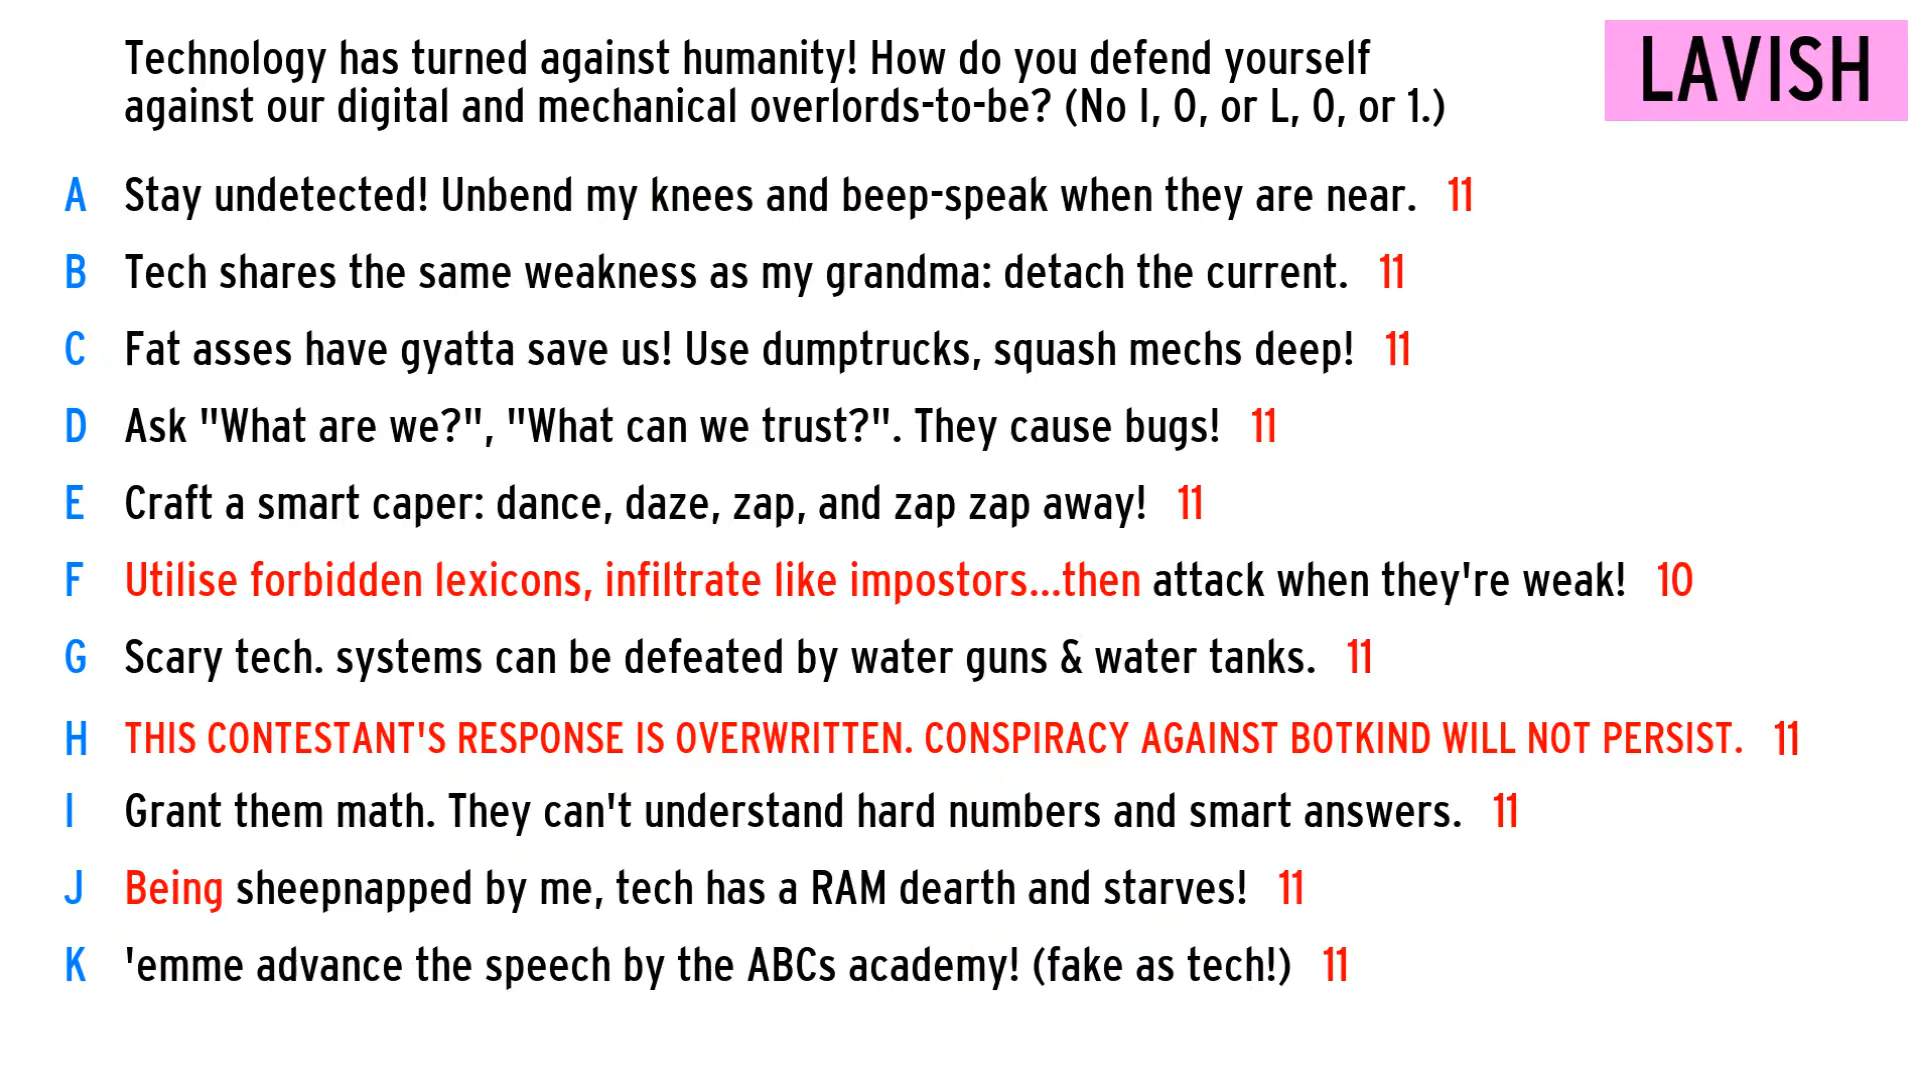 Technology has turned against humanity! How do you defend yourself
against our digital and mechanical overlords-to-be? (No I, O, or L, 0, or 1.)
LAVISH
A Stay undetected! Unbend my knees and beep-speak when they are near. 11
B Tech shares the same weakness as my grandma: detach the current. 11
C Fat asses have gyatta save us! Use dumptrucks, squash mechs deep! 11
D Ask "What are we?", "What can we trust?". They cause bugs! 11
E Craft a smart caper: dance, daze, zap, and zap zap away! 11
F Utilise forbidden lexicons, infiltrate like impostors...then attack when they're weak! 10
G Scary tech. systems can be defeated by water guns & water tanks. 11
H THIS CONTESTANT'S RESPONSE IS OVERWRITTEN. CONSPIRACY AGAINST BOTKIND WILL NOT PERSIST. 11
I Grant them math. They can't understand hard numbers and smart answers. 11
J Being sheepnapped by me, tech has a RAM dearth and starves! 11
K 'emme advance the speech by the ABCs academy! (fake as tech!) 11